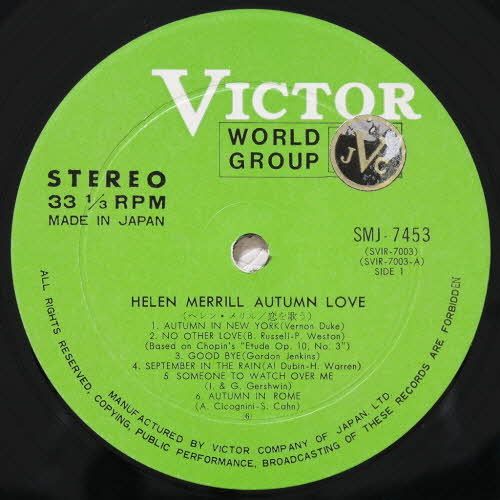 VICTOR
WORLD
GROUP
JVC
STEREO
33 1/3 RPM
MADE IN JAPAN
SMJ-7453
(SVIR-7003)
(SVIR-7003-A)
SIDE 1
HELEN MERRILL AUTUMN LOVE
(ヘレン・メリル/恋を歌う)
1. AUTUMN IN NEW YORK(Vernon Duke)
2. NO OTHER LOVE(B. Russell-P. Weston)
(Based on Chopin's "Etude Op. 10, No. 3")
3. GOOD BYE(Gordon Jenkins)
4. SEPTEMBER IN THE RAIN(Al Dubin-H. Warren)
5. SOMEONE TO WATCH OVER ME
(I. & G. Gershwin)
6. AUTUMN IN ROME
(A. Cicognini-S. Cahn)
ALL RIGHTS RESERVED. COPYING, PUBLIC PERFORMANCE, BROADCASTING OF THESE RECORDS ARE FORBIDDEN
MANUFACTURED BY VICTOR COMPANY OF JAPAN, LTD.